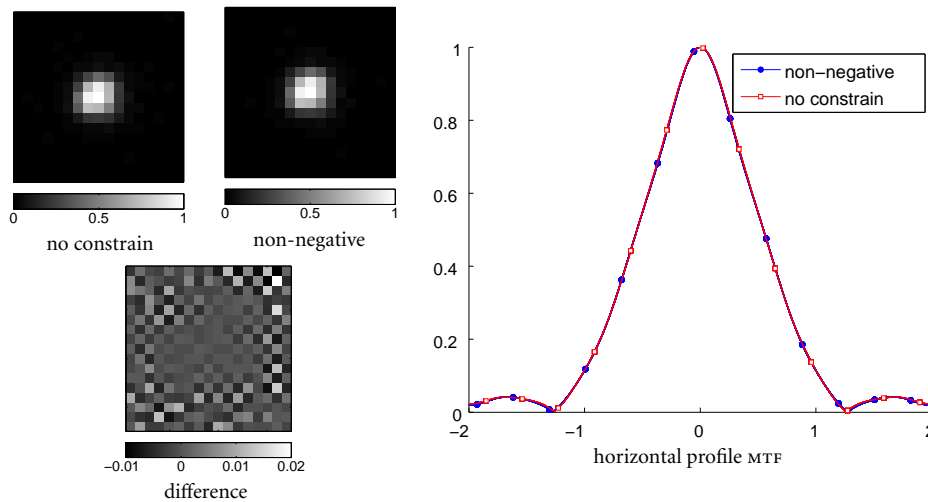 0 0.5 1
no constrain
0 0.5 1
non-negative
−0.01 0 0.01 0.02
difference
1
0.8
0.6
0.4
0.2
0
−2 −1 0 1 2
horizontal profile MTF
non−negative
no constrain